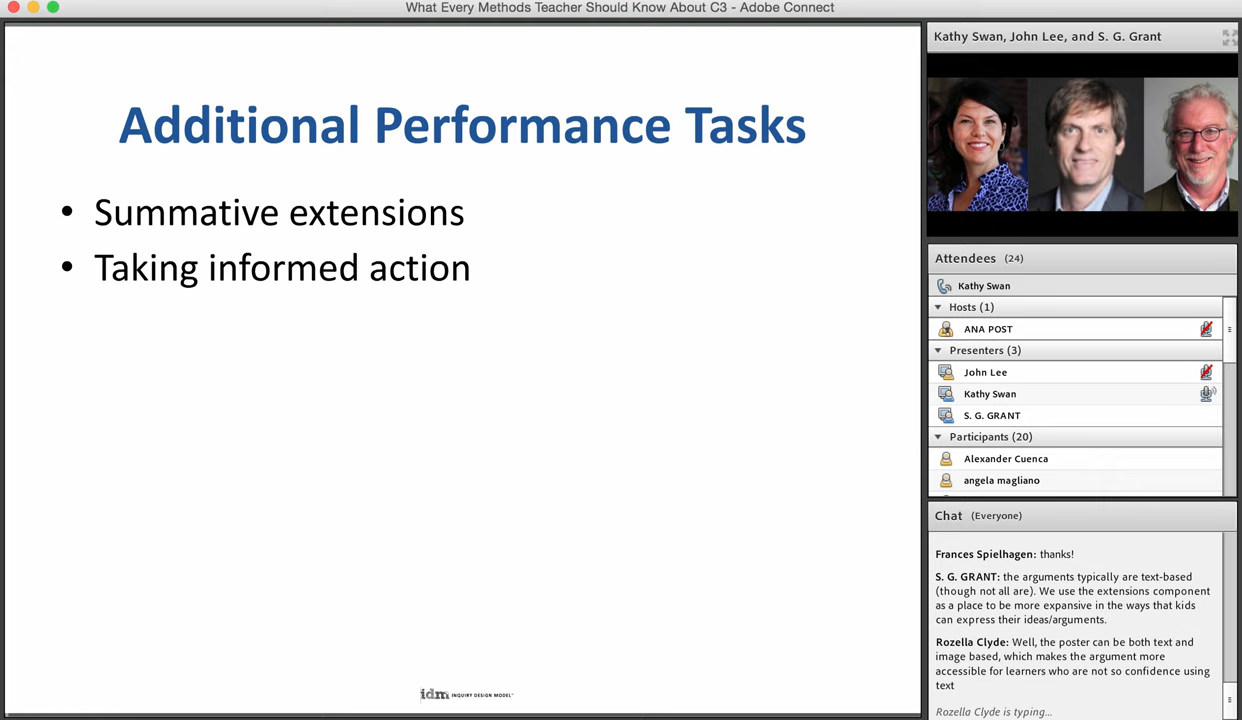 What Every Methods Teacher Should Know About C3 - Adobe Connect
Additional Performance Tasks
• Summative extensions
• Taking informed action
idm INQUIRY DESIGN MODEL™
Kathy Swan, John Lee, and S. G. Grant
Attendees (24)
Kathy Swan
Hosts (1)
ANA POST
Presenters (3)
John Lee
Kathy Swan
S. G. GRANT
Participants (20)
Alexander Cuenca
angela magliano
Chat (Everyone)
Frances Spielhagen: thanks!
S. G. GRANT: the arguments typically are text-based
(though not all are). We use the extensions component
as a place to be more expansive in the ways that kids
can express their ideas/arguments.
Rozella Clyde: Well, the poster can be both text and
image based, which makes the argument more
accessible for learners who are not so confidence using
text
Rozella Clyde is typing...